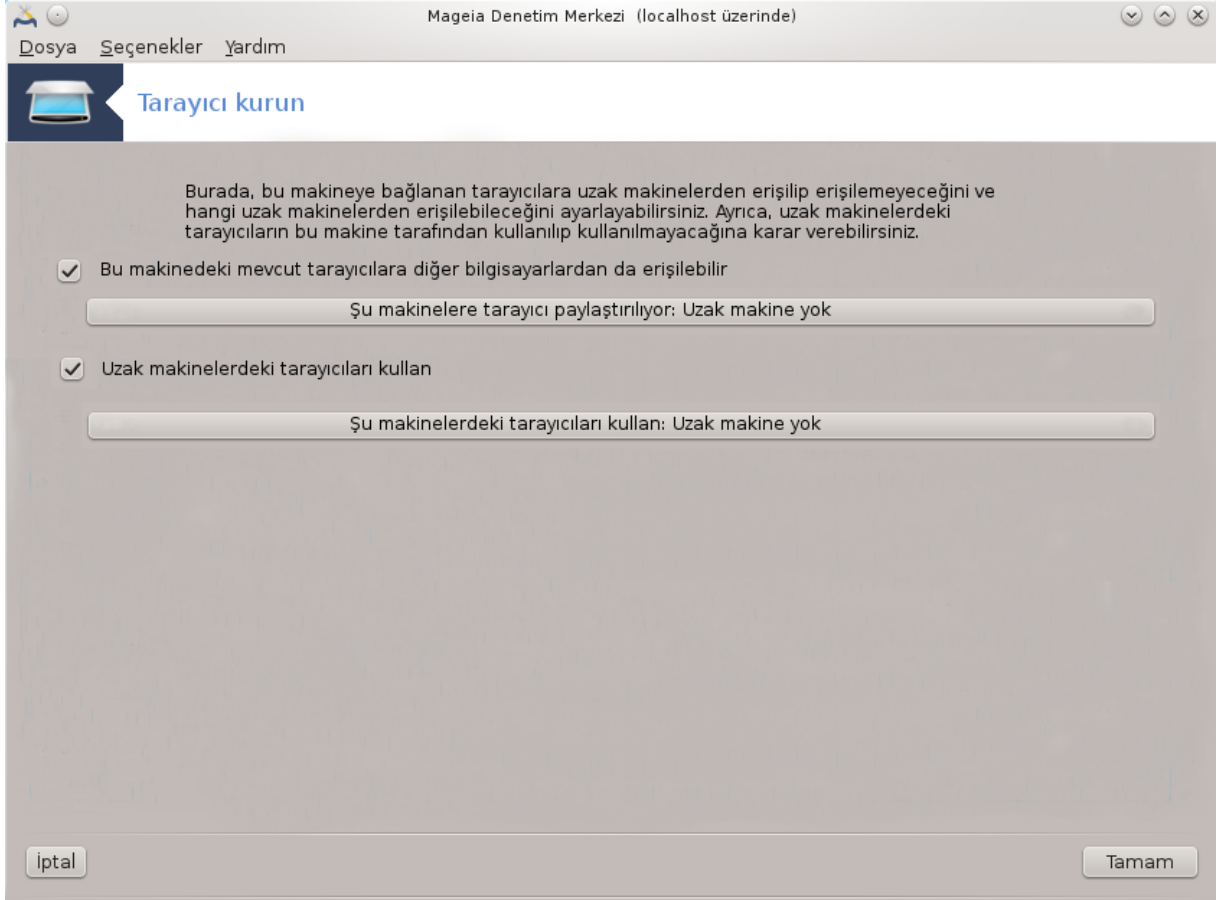 Mageia Denetim Merkezi (localhost üzerinde)
Dosya Seçenekler Yardım
Tarayıcı kurun
Burada, bu makineye bağlanan tarayıcılara uzak makinelerden erişilip erişilemeyeceğini ve
hangi uzak makinelerden erişilebileceğini ayarlayabilirsiniz. Ayrıca, uzak makinelerdeki
tarayıcıların bu makine tarafından kullanılıp kullanılmayacağına karar verebilirsiniz.
Bu makinedeki mevcut tarayıcılara diğer bilgisayarlardan da erişilebilir
Şu makinelere tarayıcı paylaştırılıyor: Uzak makine yok
Uzak makinelerdeki tarayıcıları kullan
Şu makinelerdeki tarayıcıları kullan: Uzak makine yok
İptal Tamam